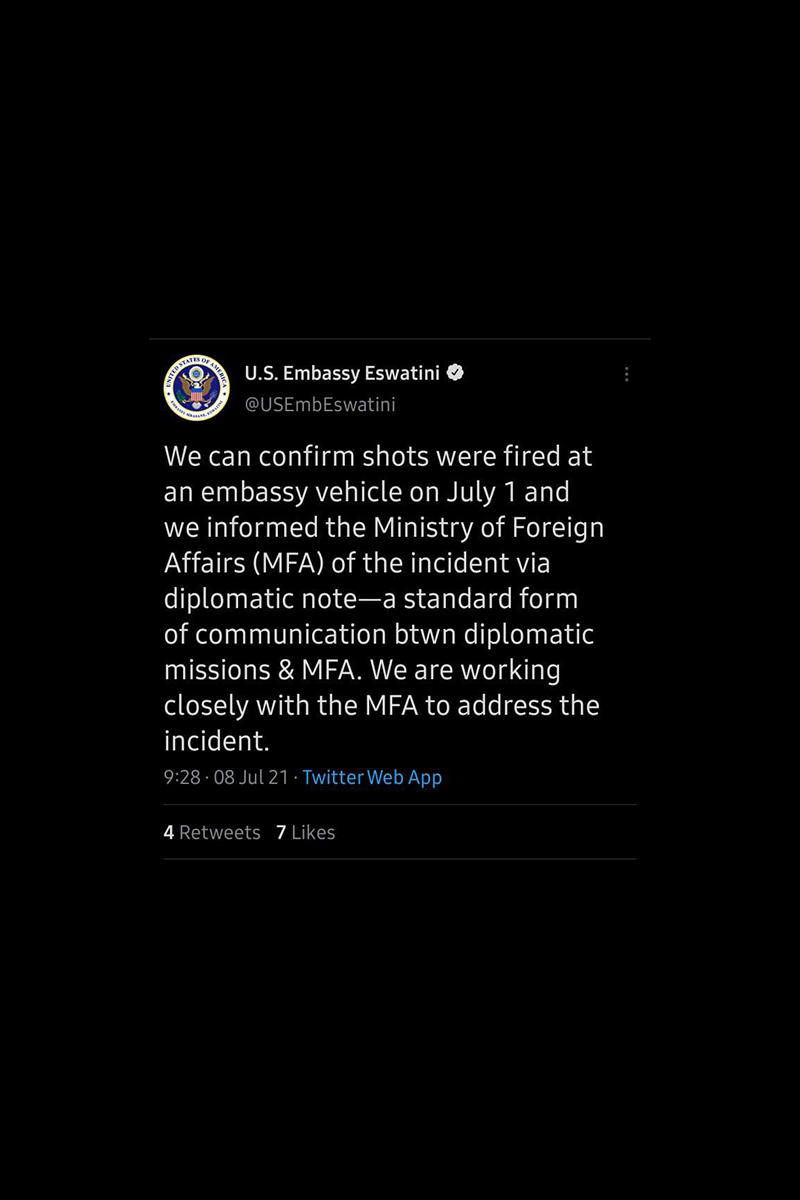 U.S. Embassy Eswatini
@USEmbEswatini
We can confirm shots were fired at
an embassy vehicle on July 1 and
we informed the Ministry of Foreign
Affairs (MFA) of the incident via
diplomatic note—a standard form
of communication btwn diplomatic
missions & MFA. We are working
closely with the MFA to address the
incident.
9:28 · 08 Jul 21 · Twitter Web App
4 Retweets 7 Likes